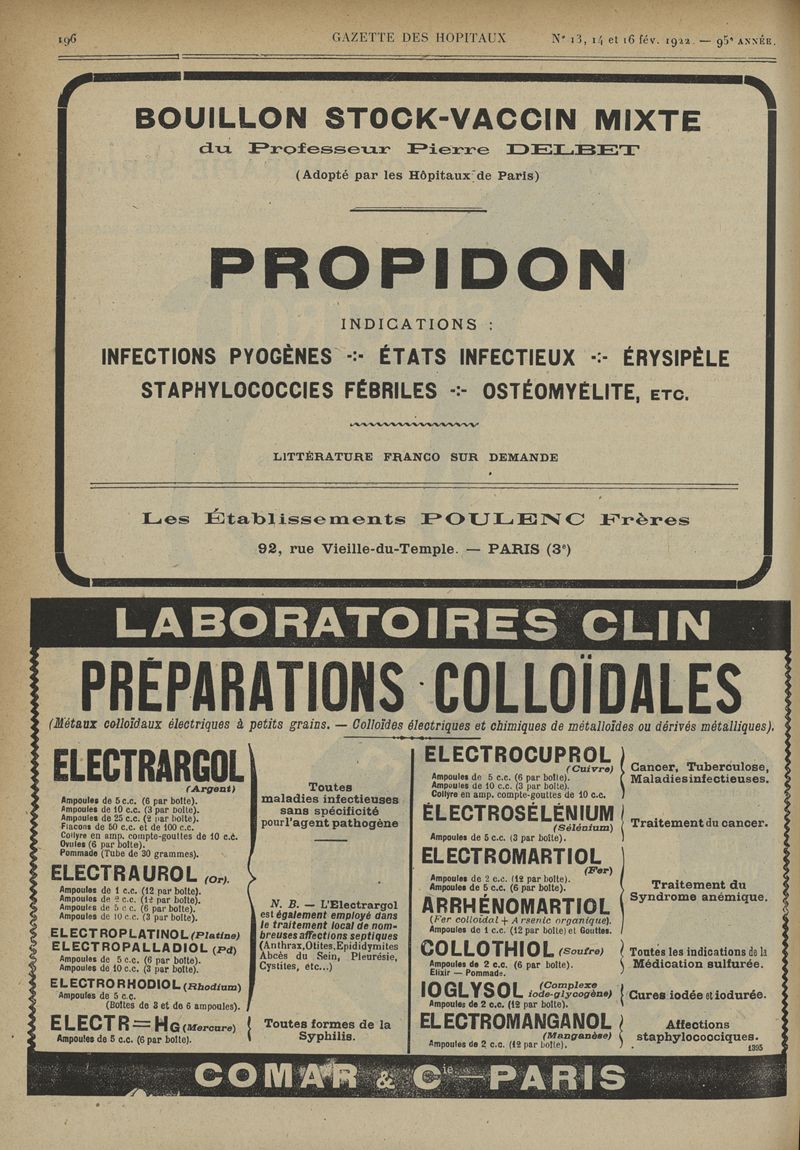 196
GAZETTE DES HOPITAUX
N° 13, 14 et 16 fév. 1922. — 95e ANNÉE.
BOUILLON STOCK-VACCIN MIXTE
du Professeur Pierre DELBET
(Adopté par les Hôpitaux de Paris)
PROPIDON
INDICATIONS :
INFECTIONS PYOGÈNES -:- ÉTATS INFECTIEUX -:- ÉRYSIPÈLE
STAPHYLOCOCCIES FÉBRILES -:- OSTÉOMYÉLITE, ETC.
LITTÉRATURE FRANCO SUR DEMANDE
Les Établissements POULENC Frères
92, rue Vieille-du-Temple. — PARIS (3e)
LABORATOIRES CLIN
PRÉPARATIONS COLLOÏDALES
(Métaux colloïdaux électriques à petits grains. — Colloïdes électriques et chimiques de métalloïdes ou dérivés métalliques).
ELECTRARGOL
(Argent)
Ampoules de 5 c.c. (6 par boîte).
Ampoules de 10 c.c. (3 par boîte).
Ampoules de 25 c.c. (2 par boîte).
Flacons de 50 c.c. et de 100 c.c.
Collyre en amp. compte-gouttes de 10 c.c.
Ovules (6 par boîte).
Pommade (Tube de 30 grammes).
ELECTRAUROL (Or).
Ampoules de 1 c.c. (12 par boîte).
Ampoules de 2 c.c. (12 par boîte).
Ampoules de 5 c.c. (6 par boîte).
Ampoules de 10 c.c. (3 par boîte).
ELECTROPLATINOL (Platine)
ELECTROPALLADIOL (Pd)
Ampoules de 5 c.c. (6 par boîte).
Ampoules de 10 c.c. (3 par boîte).
ELECTRORHODIOL (Rhodium)
Ampoules de 5 c.c.
(Boîtes de 3 et de 6 ampoules).
ELECTR=HG (Mercure)
Ampoules de 5 c.c. (6 par boîte).
Toutes
maladies infectieuses
sans spécificité
pour l'agent pathogène
N. B. — L'Electrargol
est également employé dans
le traitement local de nom-
breuses affections septiques
(Anthrax, Otites, Epididymites
Abcès du Sein, Pleurésie,
Cystites, etc...)
Toutes formes de la
Syphilis.
ELECTROCUPROL
(Cuivre)
Ampoules de 5 c.c. (6 par boîte).
Ampoules de 10 c.c. (3 par boîte).
Collyre en amp. compte-gouttes de 10 c.c.
Cancer, Tuberculose,
Maladies infectieuses.
ÉLECTROSÉLÉNIUM
(Sélénium)
Ampoules de 5 c.c. (3 par boîte).
Traitement du cancer.
ELECTROMARTIOL
(Fer)
Ampoules de 2 c.c. (12 par boîte).
Ampoules de 5 c.c. (6 par boîte).
ARRHÉNOMARTIOL
(Fer colloïdal + Arsenic organique).
Ampoules de 1 c.c. (12 par boîte) et Gouttes.
Traitement du
Syndrome anémique.
COLLOTHIOL (Soufre)
Ampoules de 2 c.c. (6 par boîte).
Élixir — Pommade.
Toutes les indications de la
Médication sulfurée.
IOGLYSOL (Complexe
iode-glycogène)
Ampoules de 2 c.c. (12 par boîte).
Cures iodée et iodurée.
ELECTROMANGANOL
(Manganèse)
Ampoules de 2 c.c. (12 par boîte).
Affections
staphylococciques.
1395
COMAR & Cie — PARIS